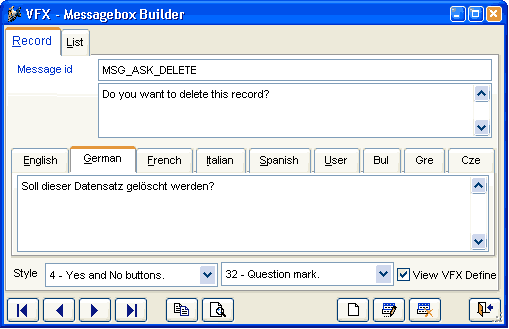 VFX - Messagebox Builder
Record List
Message id MSG_ASK_DELETE
Do you want to delete this record?
English German French Italian Spanish User Bul Gre Cze
Soll dieser Datensatz gelöscht werden?
Style 4 - Yes and No buttons. 32 - Question mark. View VFX Define